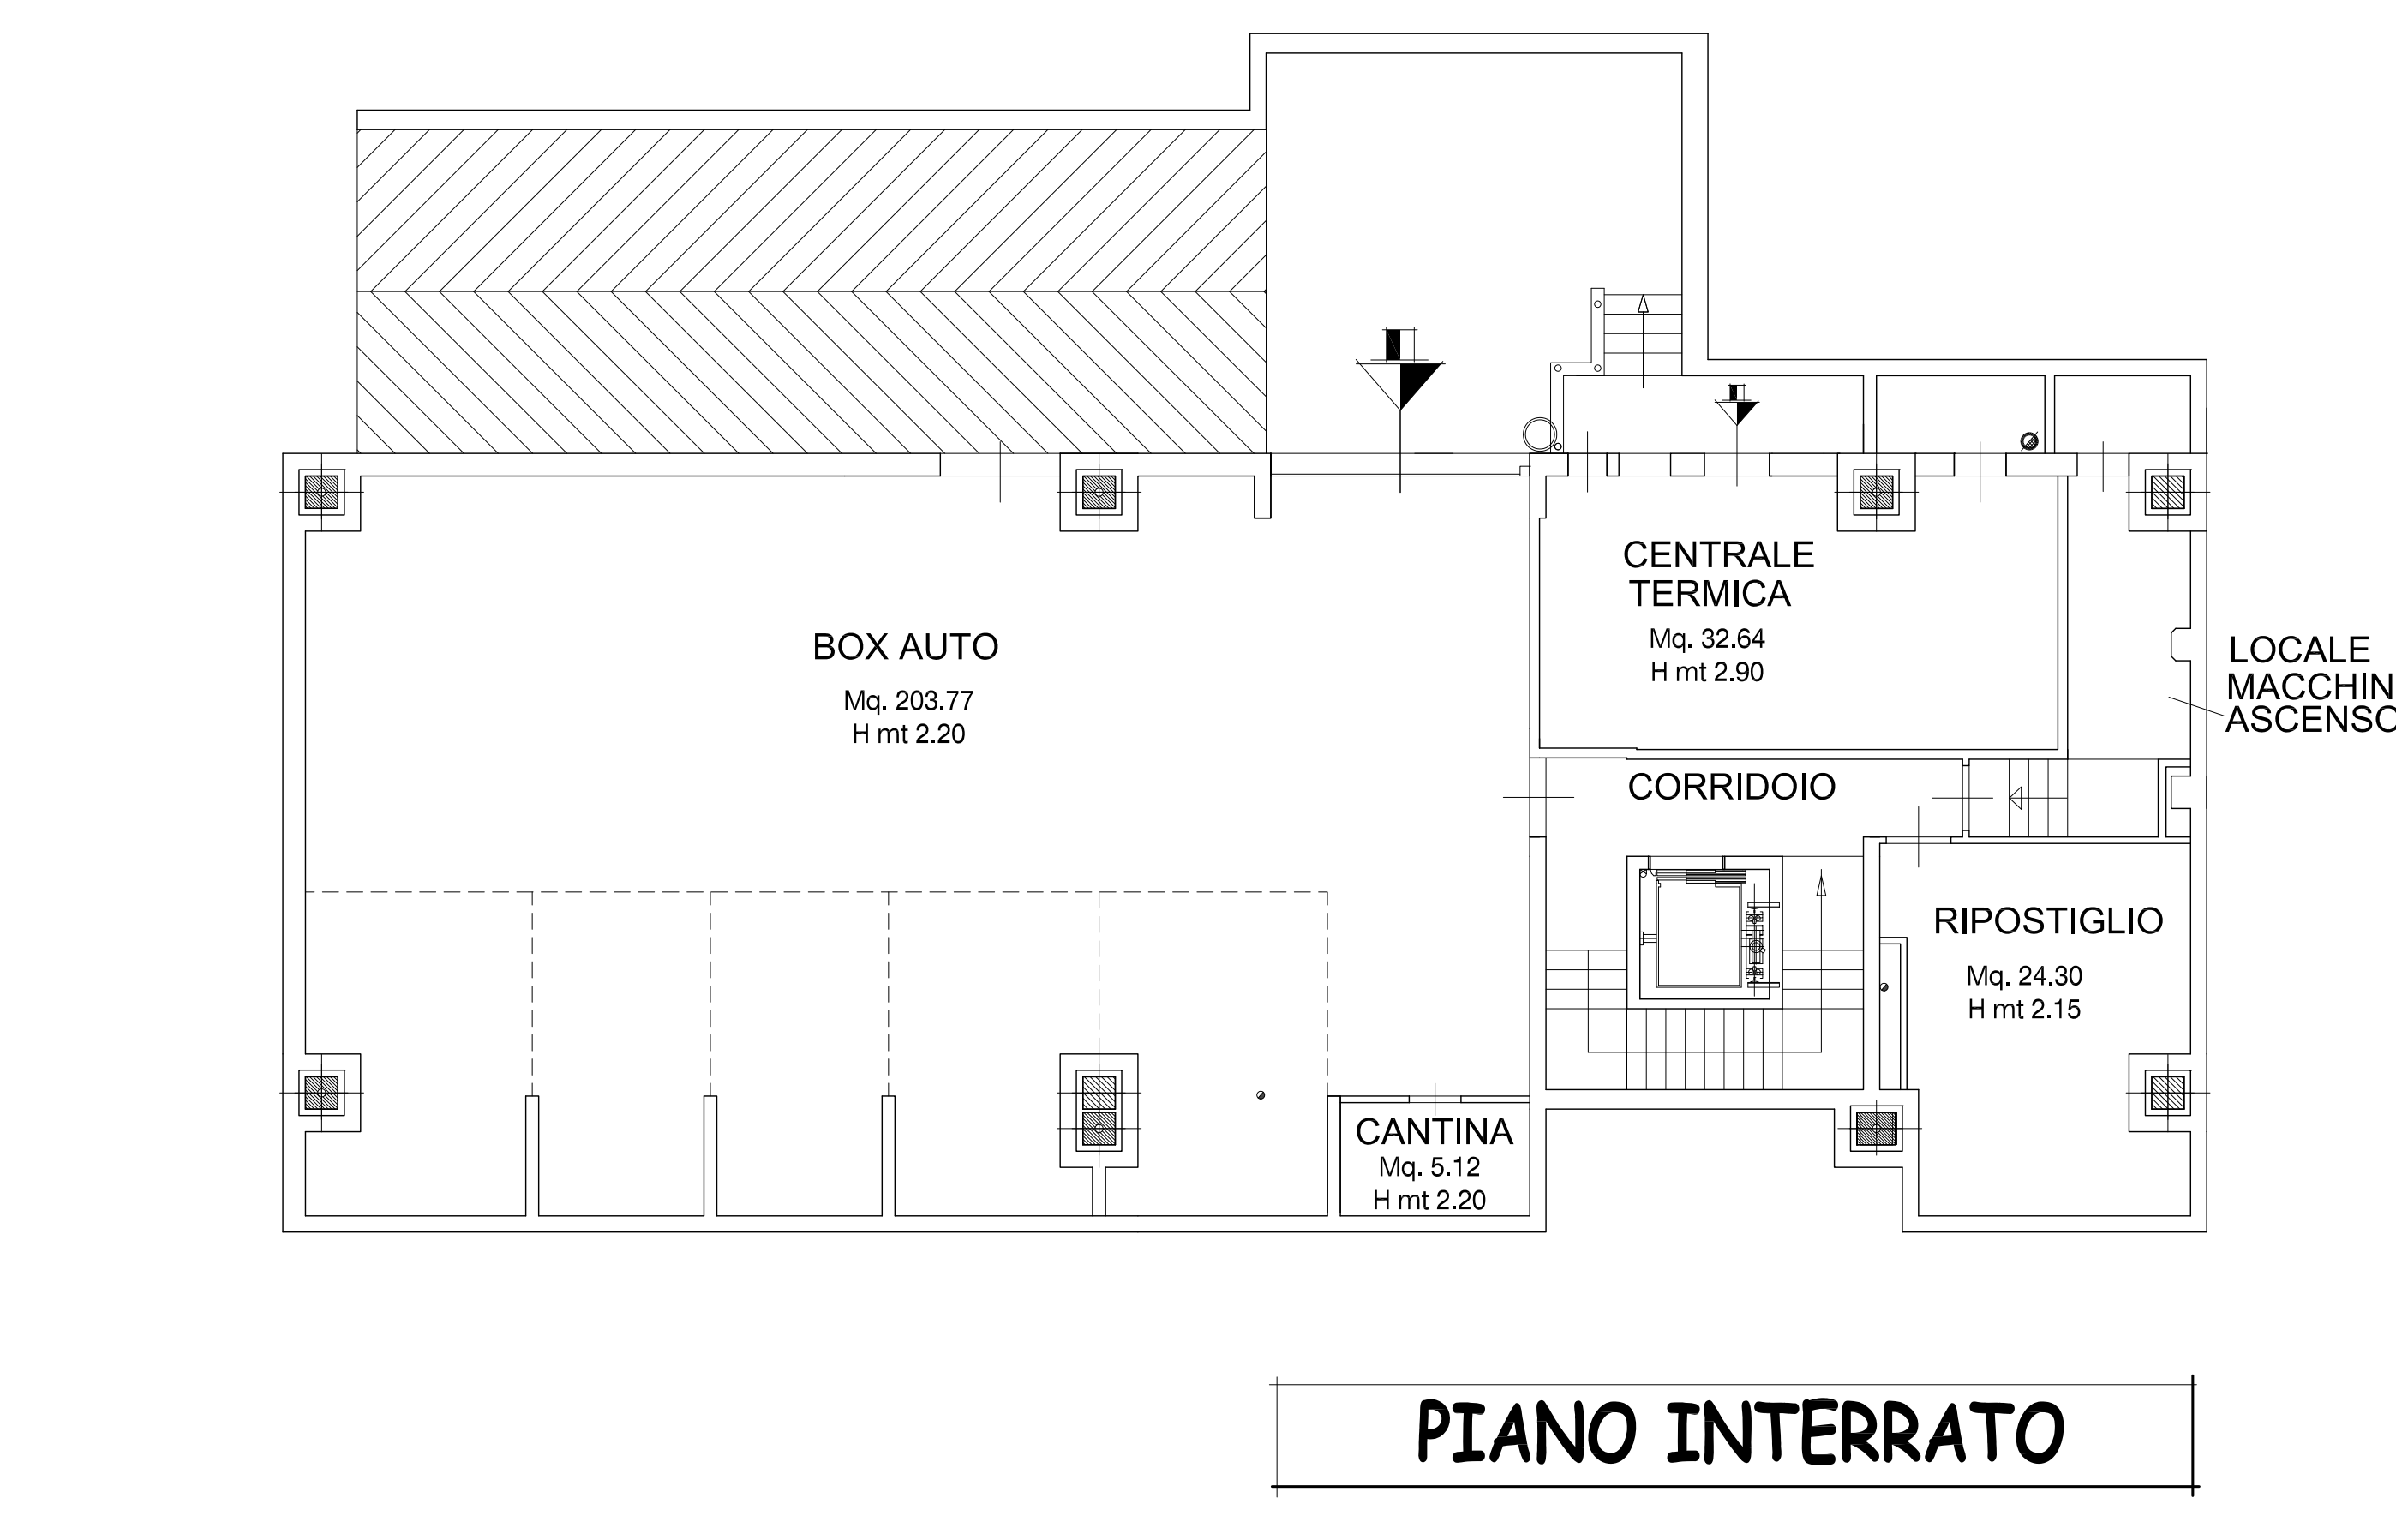 CENTRALE
TERMICA
Mq. 32.64
H mt 2.90
BOX AUTO
Mq. 203.77
H mt 2.20
LOCALE
MACCHIN
ASCENSO
CORRIDOIO
RIPOSTIGLIO
Mq. 24.30
H mt 2.15
CANTINA
Mq. 5.12
H mt 2.20
PIANO INTERRATO